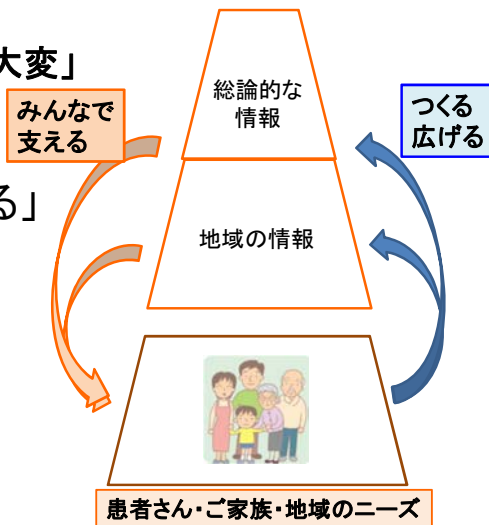 大変」
みんなで
支える
る」
総論的な
情報
つくる
広げる
地域の情報
患者さん・ご家族・地域のニーズ